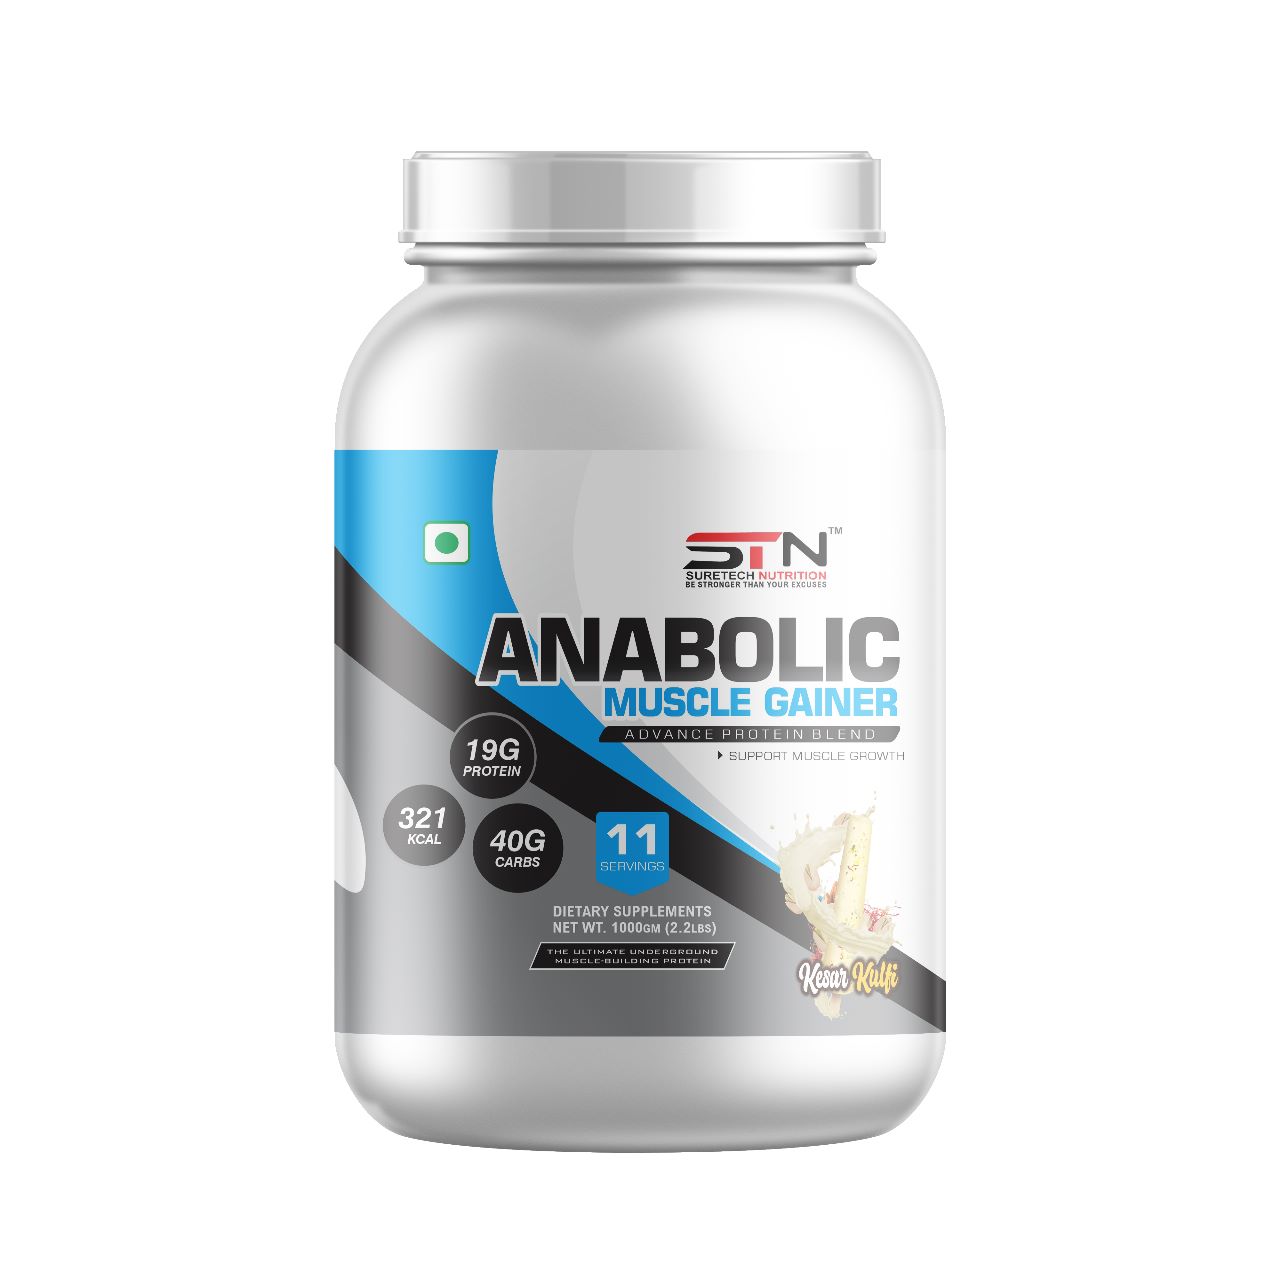 STN™
SURETECH NUTRITION
BE STRONGER THAN YOUR EXCUSES
ANABOLIC
MUSCLE GAINER
ADVANCE PROTEIN BLEND
SUPPORT MUSCLE GROWTH
19G
PROTEIN
321
KCAL
40G
CARBS
11
SERVINGS
DIETARY SUPPLEMENTS
NET WT. 1000GM (2.2LBS)
THE ULTIMATE UNDERGROUND
MUSCLE-BUILDING PROTEIN
Kesar Kulfi